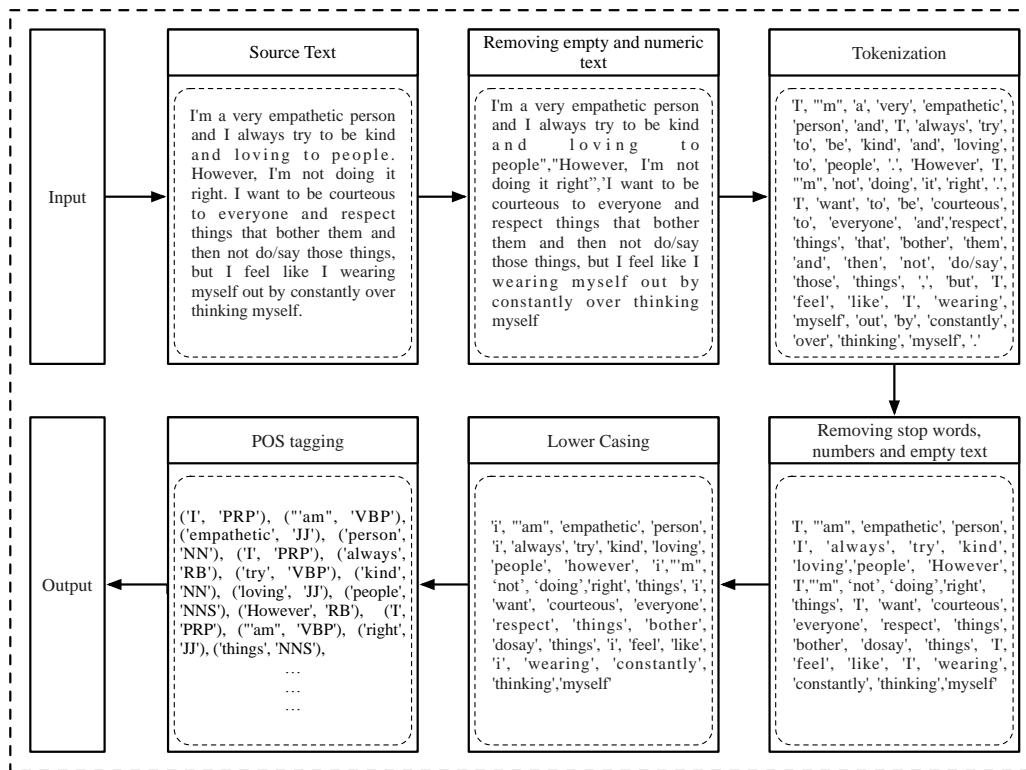 Input
Source Text
I'm a very empathetic person
and I always try to be kind
and loving to people.
However, I'm not doing it
right. I want to be courteous
to everyone and respect
things that bother them and
then not do/say those things,
but I feel like I wearing
myself out by constantly over
thinking myself.
Removing empty and numeric
text
I'm a very empathetic person
and I always try to be kind
and loving to
people","However, I'm not
doing it right”,’I want to be
courteous to everyone and
respect things that bother
them and then not do/say
those things, but I feel like I
wearing myself out by
constantly over thinking
myself
Tokenization
'I', "'m", 'a', 'very', 'empathetic',
'person', 'and', 'I', 'always', 'try',
'to', 'be', 'kind', 'and', 'loving',
'to', 'people', '.', 'However', 'I',
"'m", 'not', 'doing', 'it', 'right', '.',
'I', 'want', 'to', 'be', 'courteous',
'to', 'everyone', 'and','respect',
'things', 'that', 'bother', 'them',
'and', 'then', 'not', 'do/say',
'those', 'things', ',', 'but', 'I',
'feel', 'like', 'I', 'wearing',
'myself', 'out', 'by', 'constantly',
'over', 'thinking', 'myself', '.'
Output
POS tagging
('I', 'PRP'), ("'am", 'VBP'),
('empathetic', 'JJ'), ('person',
'NN'), ('I', 'PRP'), ('always',
'RB'), ('try', 'VBP'), ('kind',
'NN'), ('loving', 'JJ'), ('people',
'NNS'), ('However', 'RB'), ('I',
'PRP'), ("'am", 'VBP'), ('right',
'JJ'), ('things', 'NNS'),
…
…
…
Lower Casing
'i', "'am", 'empathetic', 'person',
'i', 'always', 'try', 'kind', 'loving',
'people', 'however', 'i',"'m",
‘not’, ‘doing’,'right', 'things', 'i',
'want', 'courteous', 'everyone',
'respect', 'things', 'bother',
'dosay', 'things', 'i', 'feel', 'like',
'i', 'wearing', 'constantly',
'thinking','myself'
Removing stop words,
numbers and empty text
'I', "'am", 'empathetic', 'person',
'I', 'always', 'try', 'kind',
'loving','people', 'However',
'I',"'m", ‘not’, ‘doing’,'right',
'things', 'I', 'want', 'courteous',
'everyone', 'respect', 'things',
'bother', 'dosay', 'things', 'I',
'feel', 'like', 'I', 'wearing',
'constantly', 'thinking','myself'